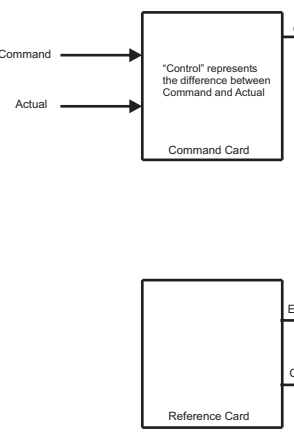 Command
"Control" represents
the difference between
Command and Actual
Actual
Command Card
Reference Card